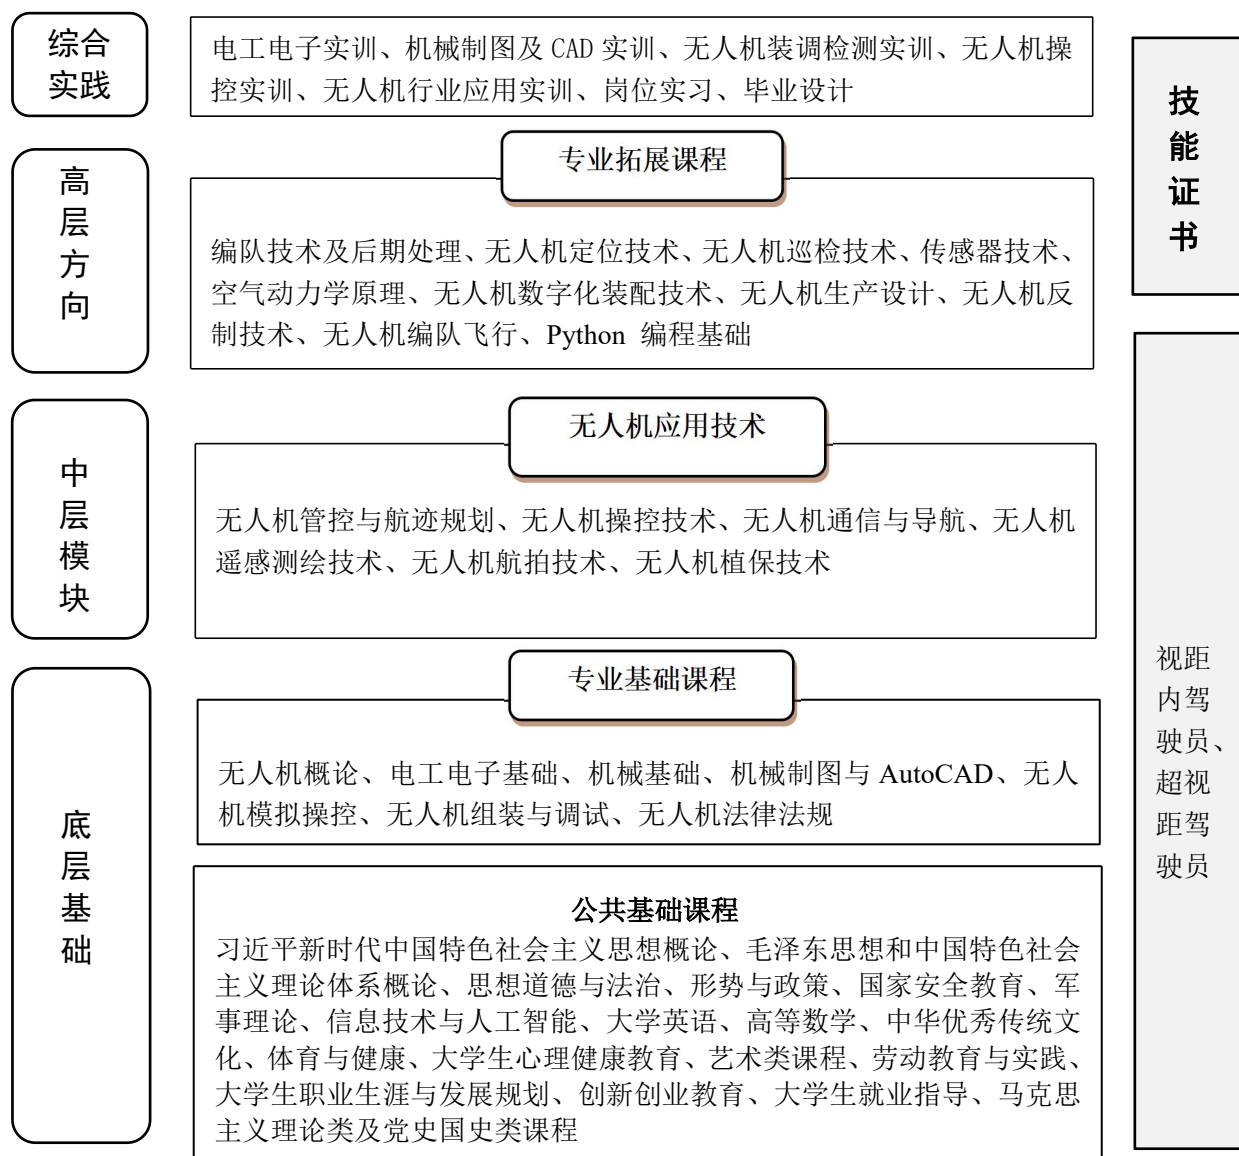 综合
实践
电工电子实训、机械制图及 CAD 实训、无人机装调检测实训、无人机操
控实训、无人机行业应用实训、岗位实习、毕业设计
高
层
方
向
专业拓展课程
编队技术及后期处理、无人机定位技术、无人机巡检技术、传感器技术、
空气动力学原理、无人机数字化装配技术、无人机生产设计、无人机反
制技术、无人机编队飞行、Python 编程基础
中
层
模
块
无人机应用技术
无人机管控与航迹规划、无人机操控技术、无人机通信与导航、无人机
遥感测绘技术、无人机航拍技术、无人机植保技术
底
层
基
础
专业基础课程
无人机概论、电工电子基础、机械基础、机械制图与 AutoCAD、无人
机模拟操控、无人机组装与调试、无人机法律法规
公共基础课程
习近平新时代中国特色社会主义思想概论、毛泽东思想和中国特色社会
主义理论体系概论、思想道德与法治、形势与政策、国家安全教育、军
事理论、信息技术与人工智能、大学英语、高等数学、中华优秀传统文
化、体育与健康、大学生心理健康教育、艺术类课程、劳动教育与实践、
大学生职业生涯与发展规划、创新创业教育、大学生就业指导、马克思
主义理论类及党史国史类课程
技
能
证
书
视距
内驾
驶员、
超视
距驾
驶员